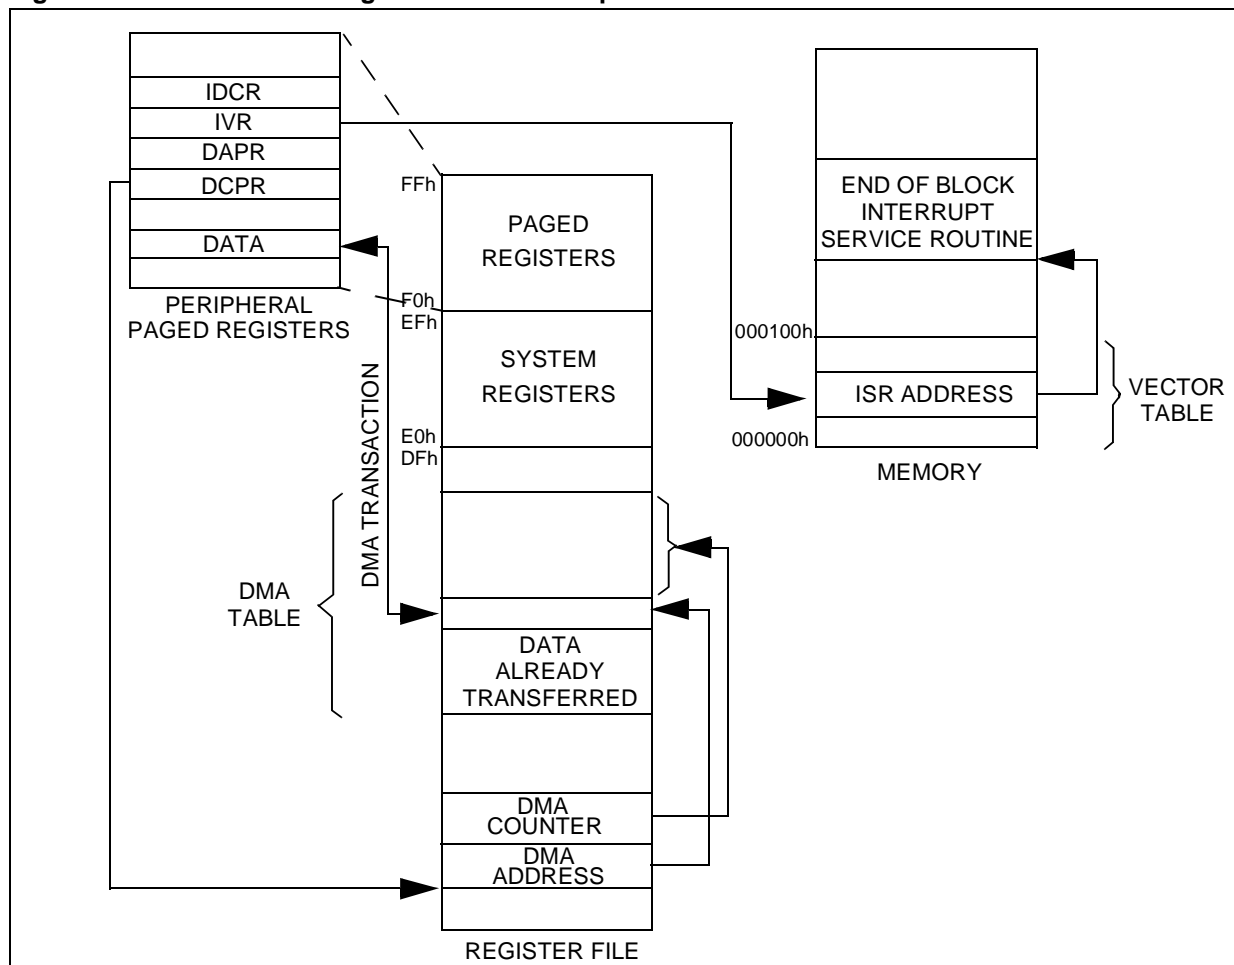 IDCR
IVR
DAPR
DCPR
DATA
PERIPHERAL
PAGED REGISTERS
DMA TRANSACTION
DMA
TABLE
FFh
F0h
EFh
E0h
DFh
PAGED
REGISTERS
SYSTEM
REGISTERS
DATA
ALREADY
TRANSFERRED
DMA
COUNTER
DMA
ADDRESS
REGISTER FILE
END OF BLOCK
INTERRUPT
SERVICE ROUTINE
000100h
ISR ADDRESS
000000h
MEMORY
VECTOR
TABLE